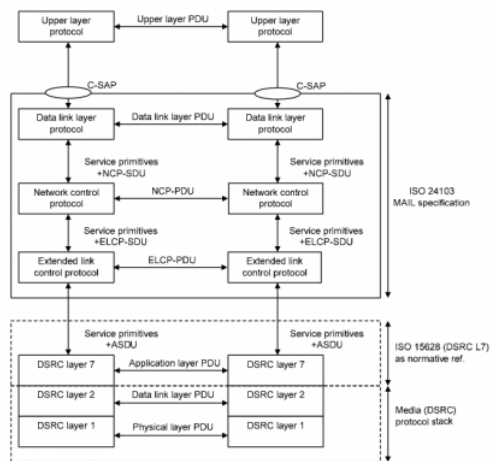 Upper layer
protocol
Upper layer PDU
Upper layer
protocol
C-SAP
C-SAP
Data link layer
protocol
Data link layer PDU
Data link layer
protocol
Service primitives
+NCP-SDU
Service primitives
+NCP-SDU
Network control
protocol
NCP-PDU
Network control
protocol
ISO 24103
MAIL specification
Service primitives
+ELCP-SDU
Service primitives
+ELCP-SDU
Extended link
control protocol
ELCP-PDU
Extended link
control protocol
Service primitives
+ASDU
Service primitives
+ASDU
ISO 15628 (DSRC L7)
as normative ref.
DSRC layer 7
Application layer PDU
DSRC layer 7
DSRC layer 2
Data link layer PDU
DSRC layer 2
Media (DSRC)
protocol stack
DSRC layer 1
Physical layer PDU
DSRC layer 1